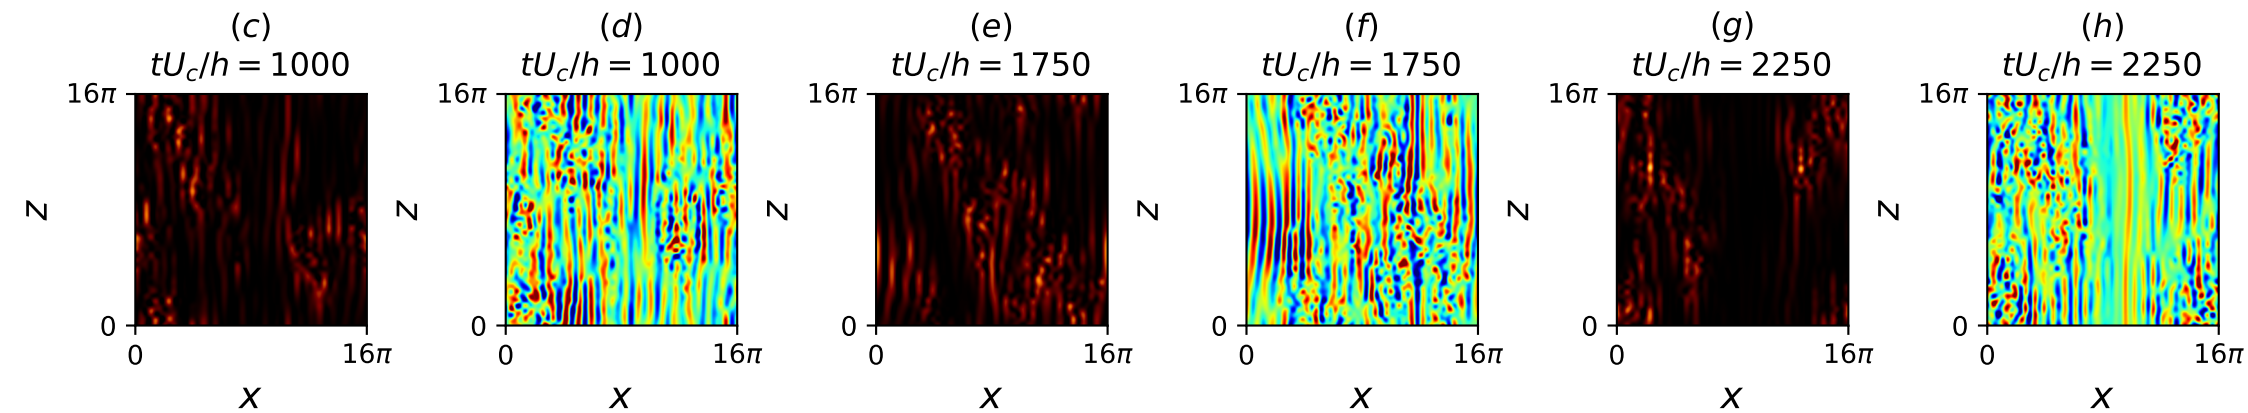 (c) (d) (e) (f) (g) (h)
tU_c/h = 1000 tU_c/h = 1000 tU_c/h = 1750 tU_c/h = 1750 tU_c/h = 2250 tU_c/h = 2250
16π 16π 16π 16π 16π 16π
z z z z z z
0 0 0 0 0 0
0 16π 0 16π 0 16π 0 16π 0 16π 0 16π
x x x x x x